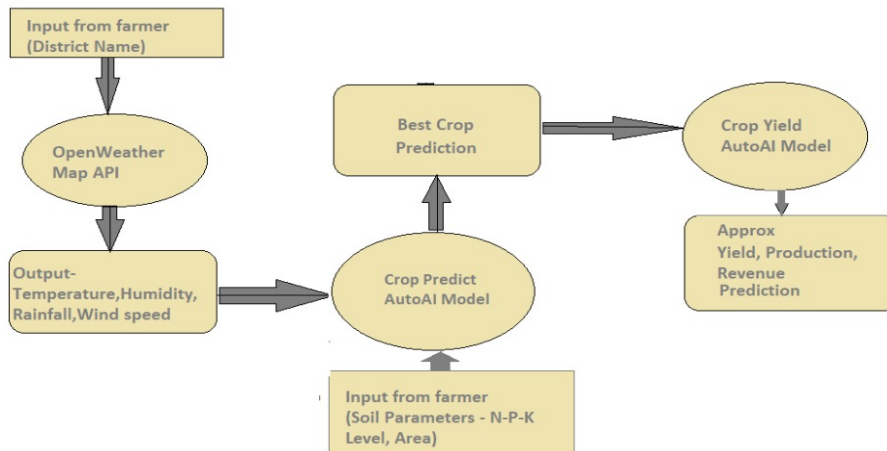 Input from farmer
(District Name)
OpenWeather
Map API
Output-
Temperature,Humidity,
Rainfall,Wind speed
Crop Predict
AutoAI Model
Input from farmer
(Soil Parameters - N-P-K
Level, Area)
Best Crop
Prediction
Crop Yield
AutoAI Model
Approx
Yield, Production,
Revenue
Prediction